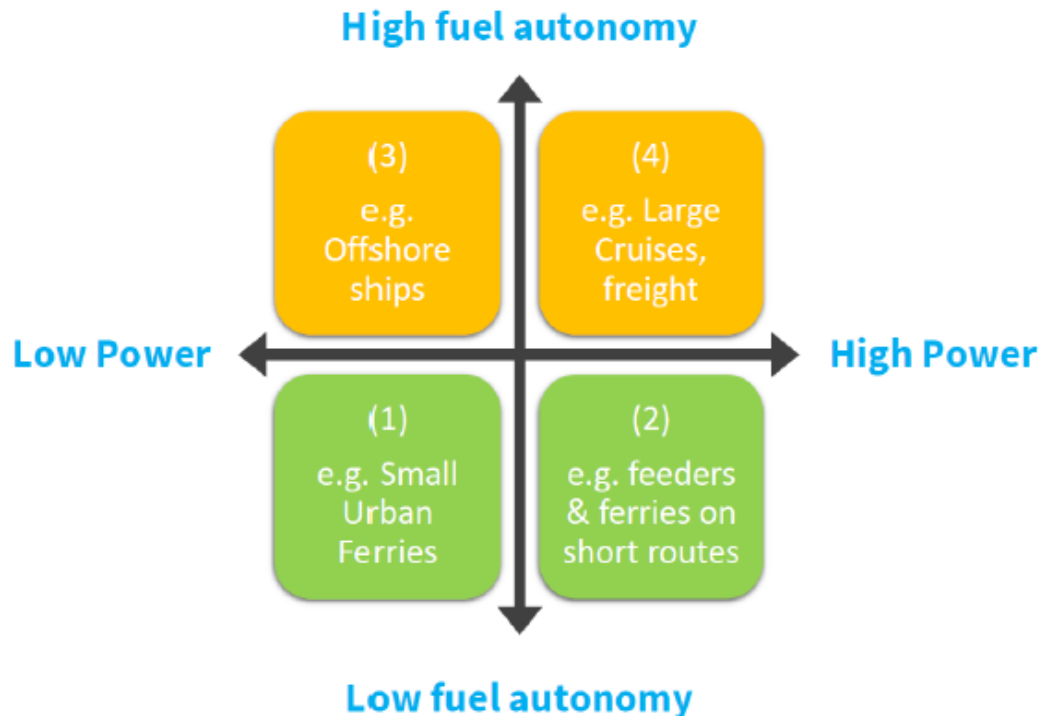 High fuel autonomy
(3)
e.g.
Offshore
ships
(4)
e.g. Large
Cruises,
freight
Low Power
High Power
(1)
e.g. Small
Urban
Ferries
(2)
e.g. feeders
& ferries on
short routes
Low fuel autonomy